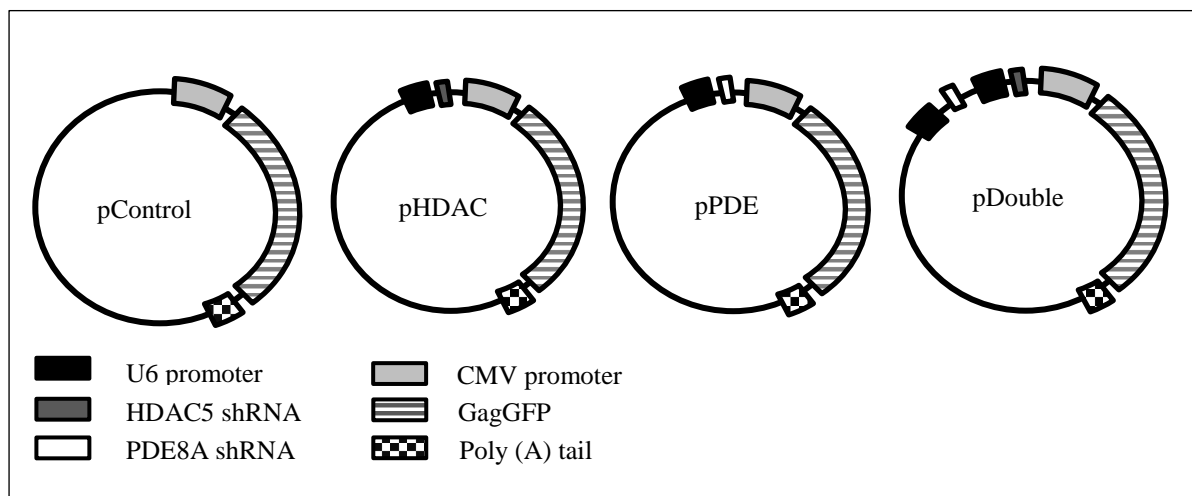 pControl
pHDAC
pPDE
pDouble
U6 promoter
HDAC5 shRNA
PDE8A shRNA
CMV promoter
GagGFP
Poly (A) tail